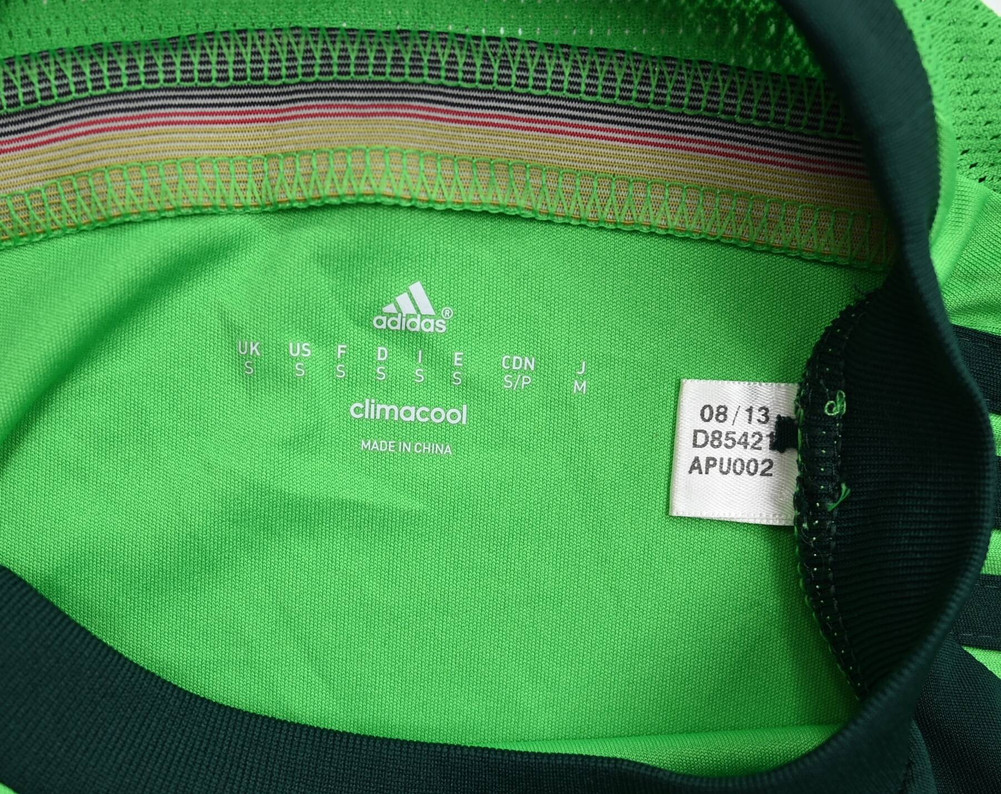 adidas®
UK US F D I E CDN J
S S S S S S S/P M
climacool
MADE IN CHINA
08/13
D85421
APU002